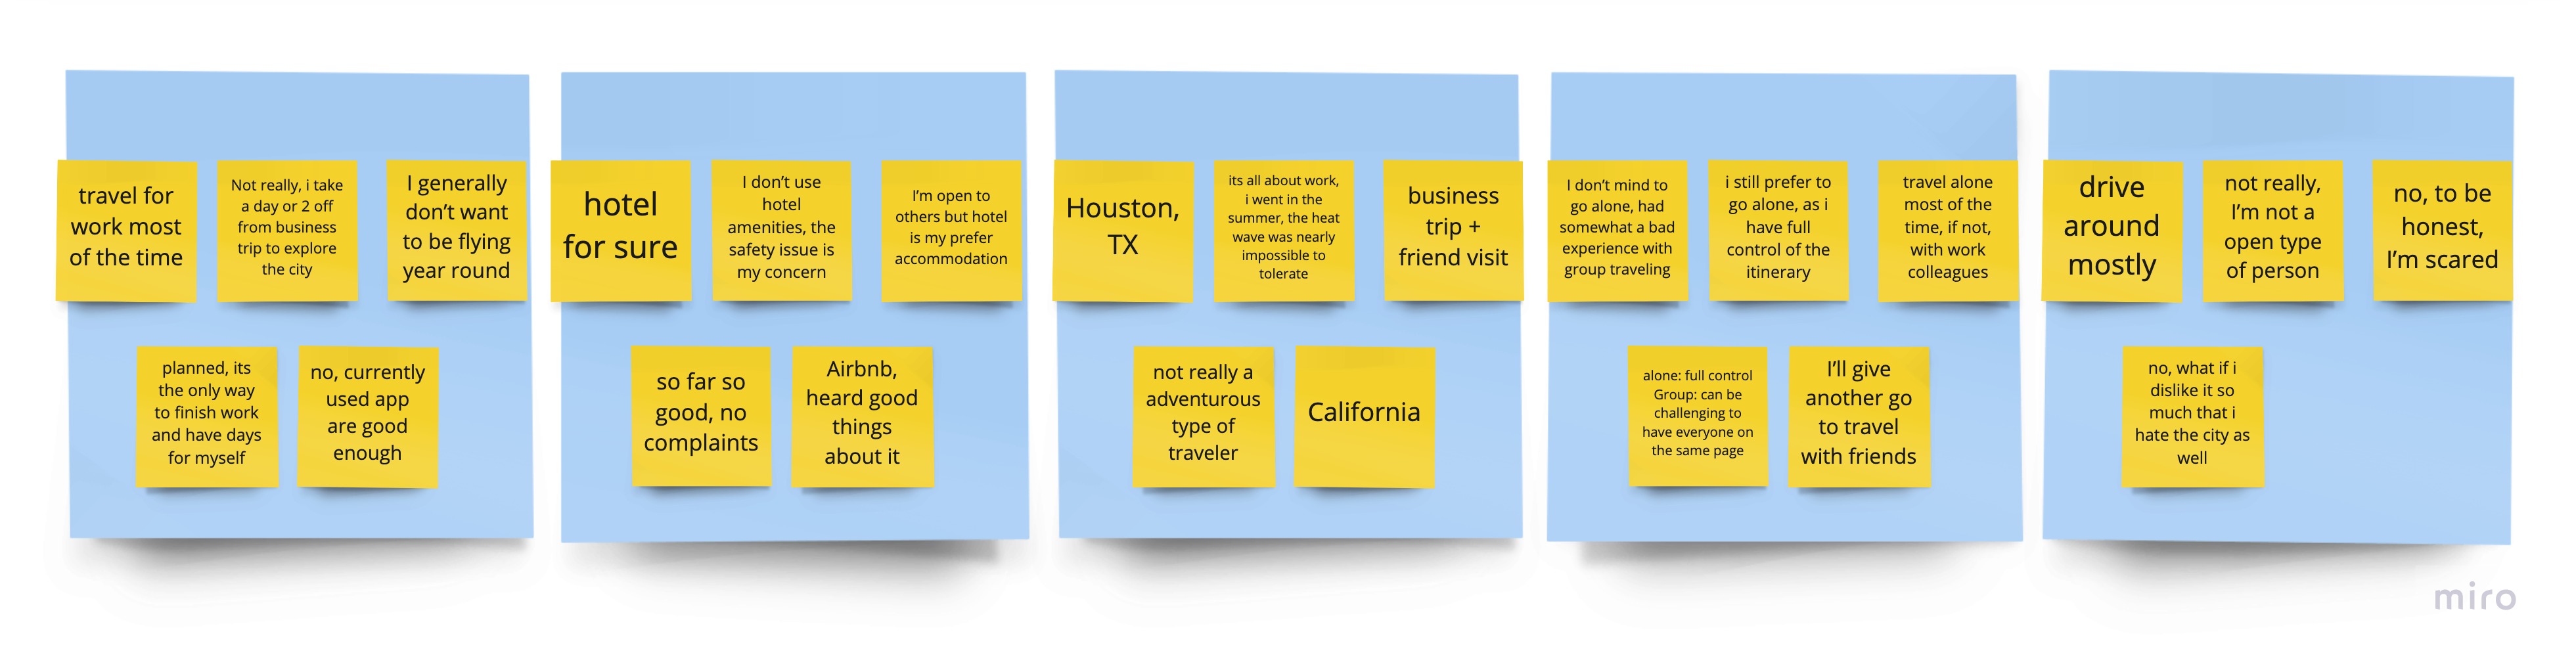 travel for
work most
of the time
Not really, i take
a day or 2 off
from business
trip to explore
the city
I generally
don't want
to be flying
year round
planned, its
the only way
to finish work
and have days
for myself
no, currently
used app
are good
enough
hotel
for sure
I don't use
hotel
amenities, the
safety issue is
my concern
I'm open to
others but hotel
is my prefer
accommodation
so far so
good, no
complaints
Airbnb,
heard good
things
about it
Houston,
TX
its all about work,
i went in the
summer, the heat
wave was nearly
impossible to
tolerate
business
trip +
friend visit
not really a
adventurous
type of
traveler
California
I don't mind to
go alone, had
somewhat a bad
experience with
group traveling
i still prefer to
go alone, as i
have full
control of the
itinerary
travel alone
most of the
time, if not,
with work
colleagues
alone: full control
Group: can be
challenging to
have everyone on
the same page
I'll give
another go
to travel
with friends
drive
around
mostly
not really,
I'm not a
open type
of person
no, to be
honest,
I'm scared
no, what if i
dislike it so
much that i
hate the city as
well
miro